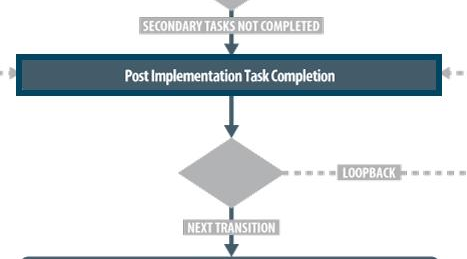 SECONDARY TASKS NOT COMPLETED
Post Implementation Task Completion
LOOPBACK
NEXT TRANSITION